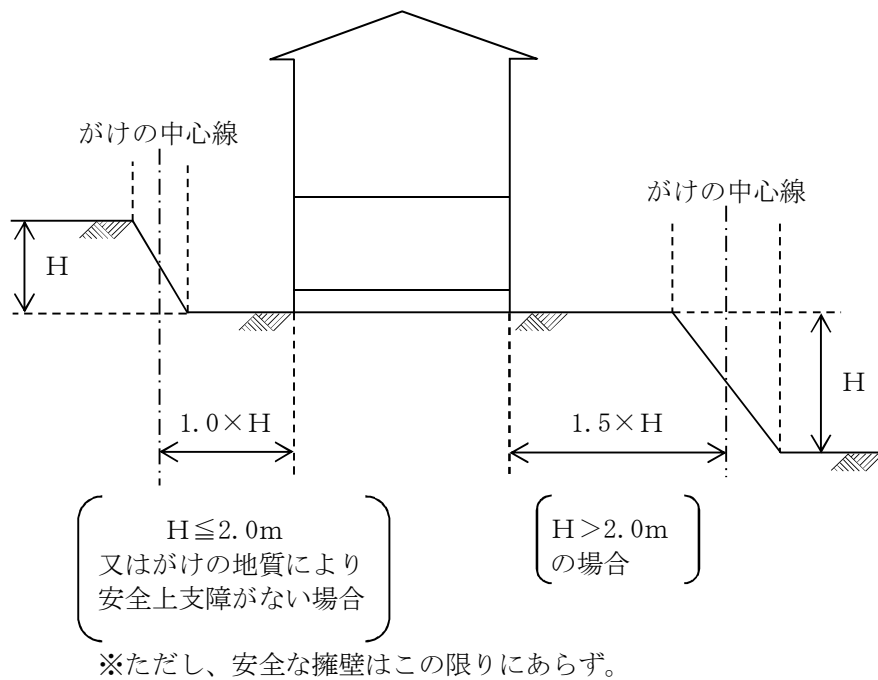 がけの中心線
がけの中心線
H
H
1.0×H
1.5×H
H≦2.0m
又はがけの地質により
安全上支障がない場合
H＞2.0m
の場合
※ただし、安全な擁壁はこの限りにあらず。